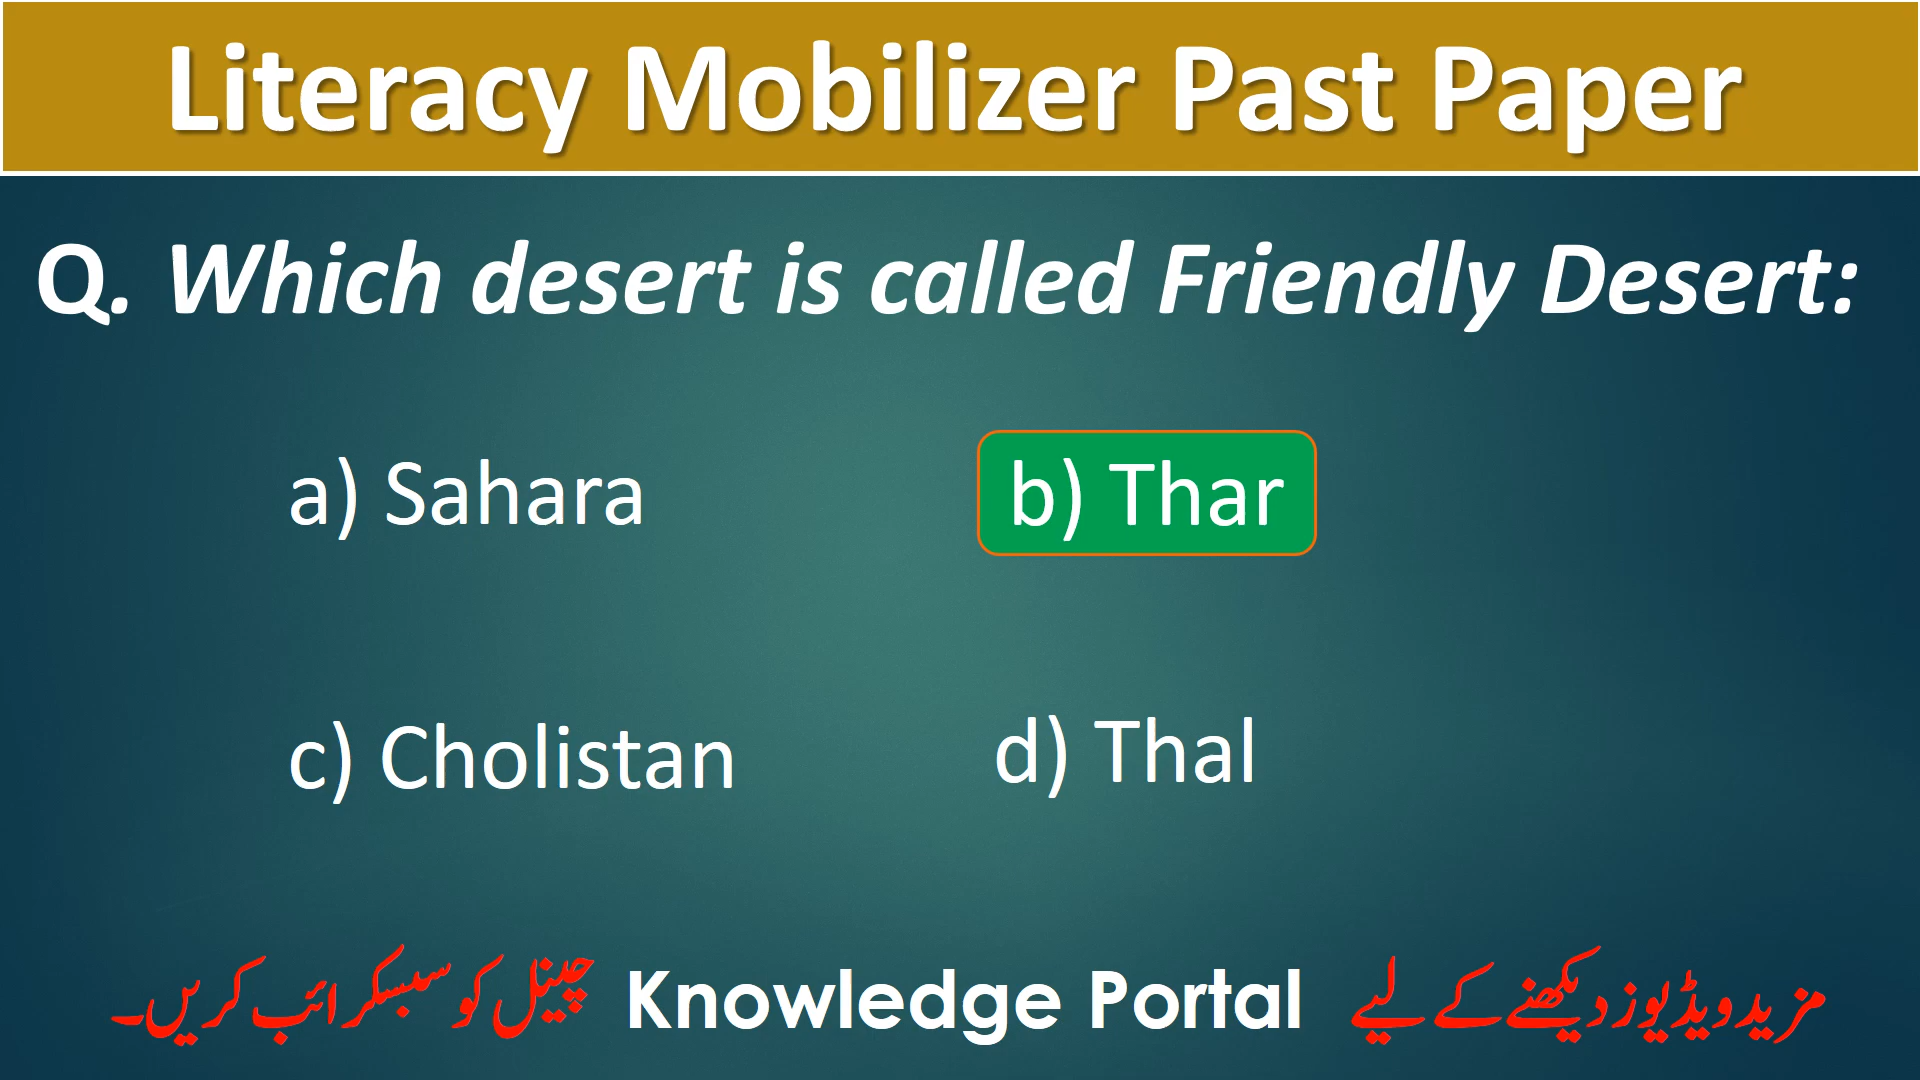 Literacy Mobilizer Past Paper
Q. Which desert is called Friendly Desert:
a) Sahara
b) Thar
c) Cholistan
d) Thal
مزید ویڈیوز دیکھنے کے لیے Knowledge Portal چینل کو سبسکرائب کریں۔